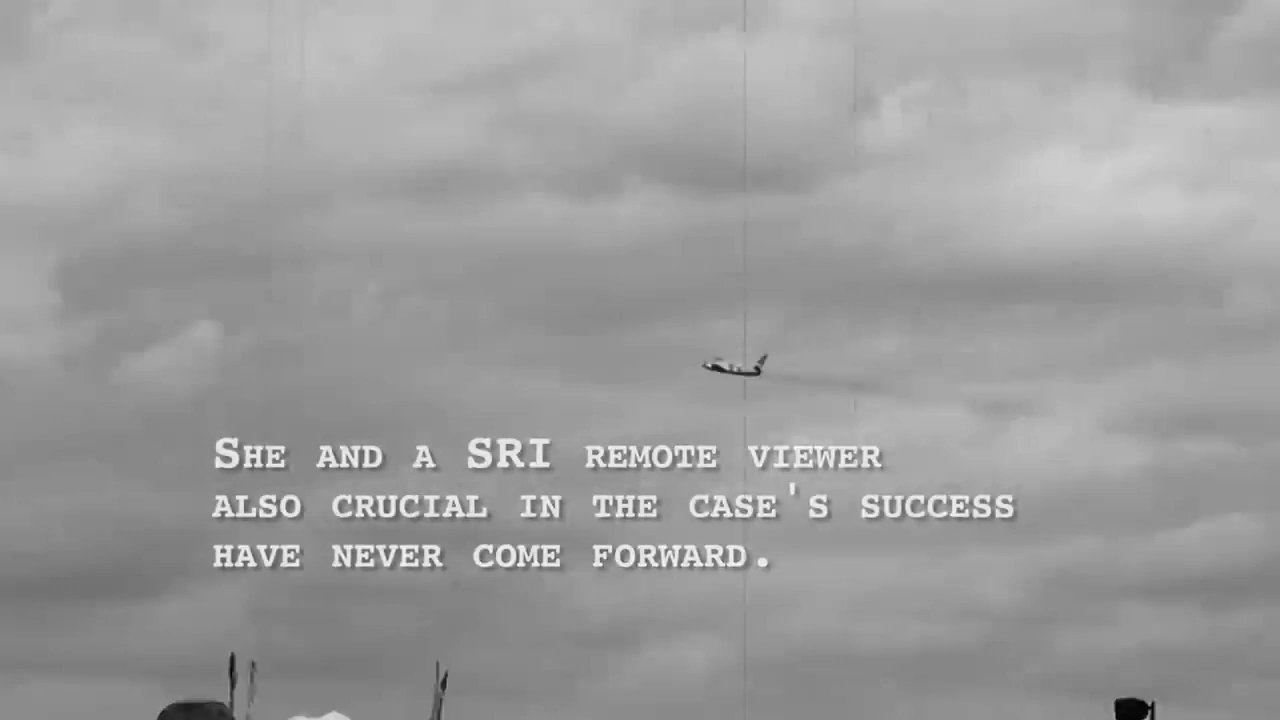 She and a SRI remote viewer
also crucial in the case's success
have never come forward.